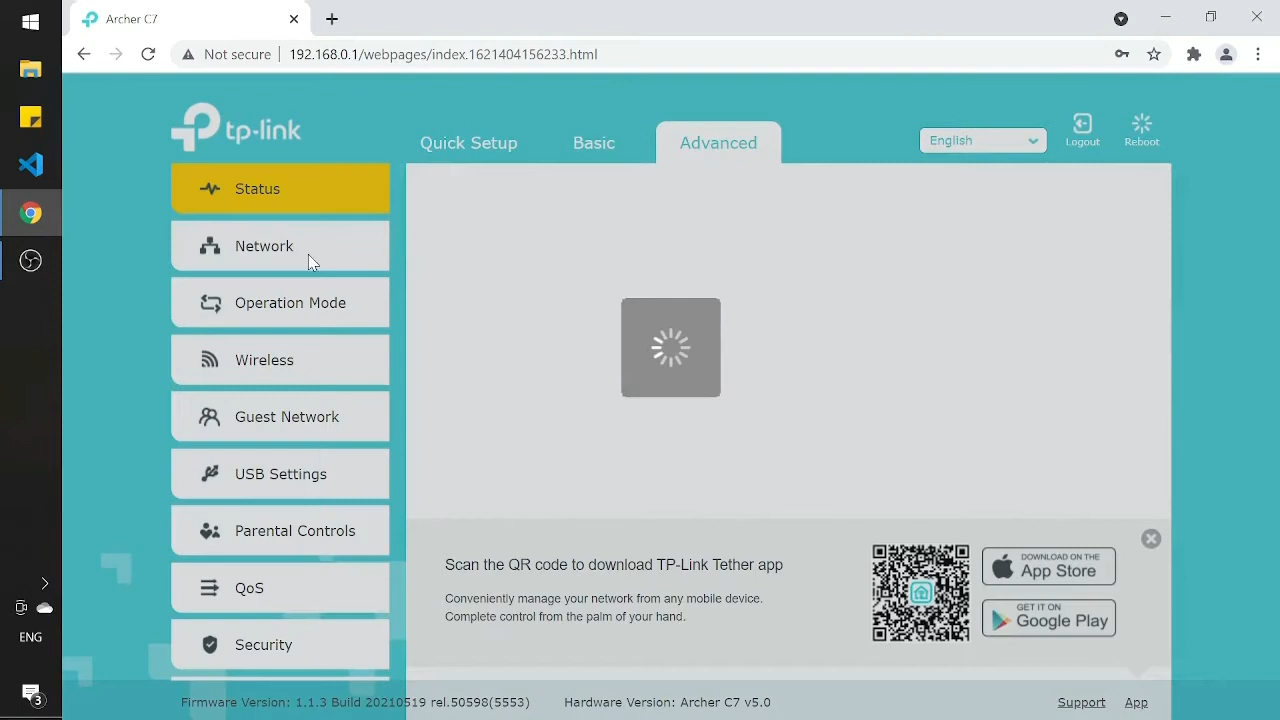 Archer C7
Not secure
192.168.0.1/webpages/index.1621404156233.html
tp-link
Quick Setup
Basic
Advanced
English
Logout
Reboot
Status
Network
Operation Mode
Wireless
Guest Network
USB Settings
Parental Controls
QoS
Security
Scan the QR code to download TP-Link Tether app
Conveniently manage your network from any mobile device.
Complete control from the palm of your hand.
DOWNLOAD ON THE
App Store
GET IT ON
Google Play
ENG
3
Firmware Version: 1.1.3 Build 20210519 rel.50598(5553)
Hardware Version: Archer C7 v5.0
Support
App